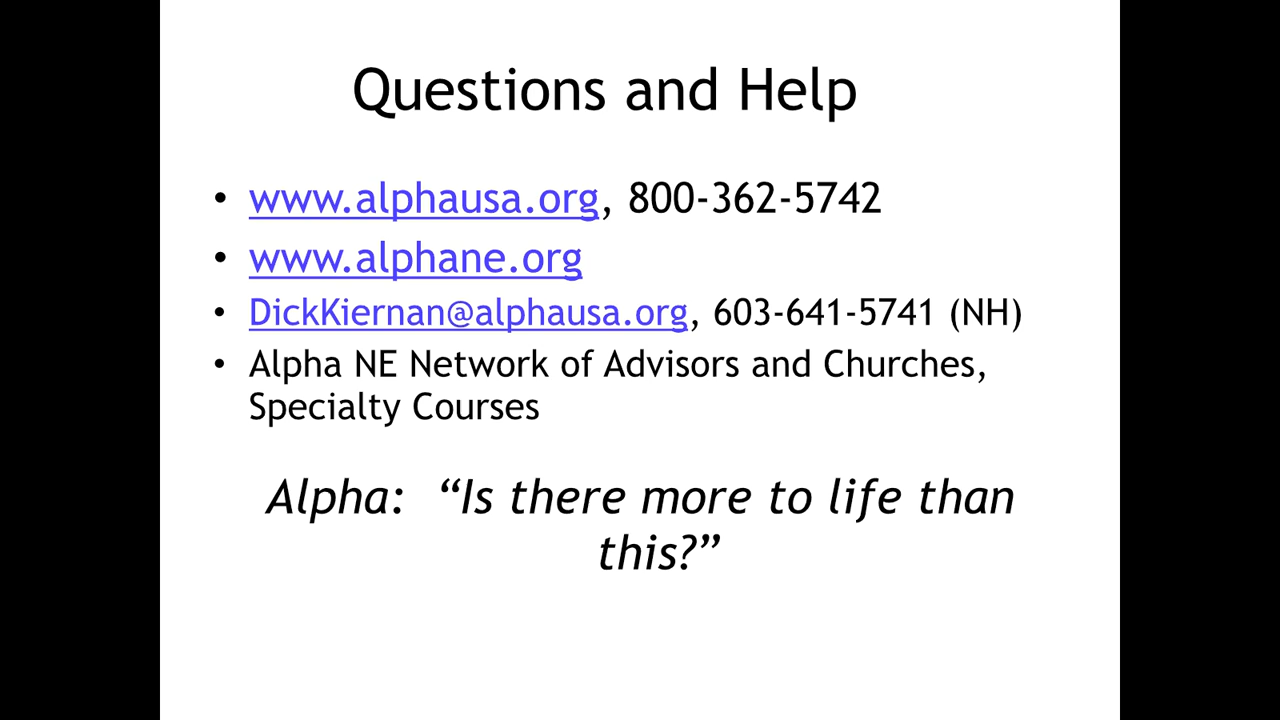 Questions and Help
• www.alphausa.org, 800-362-5742
• www.alphane.org
• DickKiernan@alphausa.org, 603-641-5741 (NH)
• Alpha NE Network of Advisors and Churches,
Specialty Courses
Alpha: “Is there more to life than
this?”